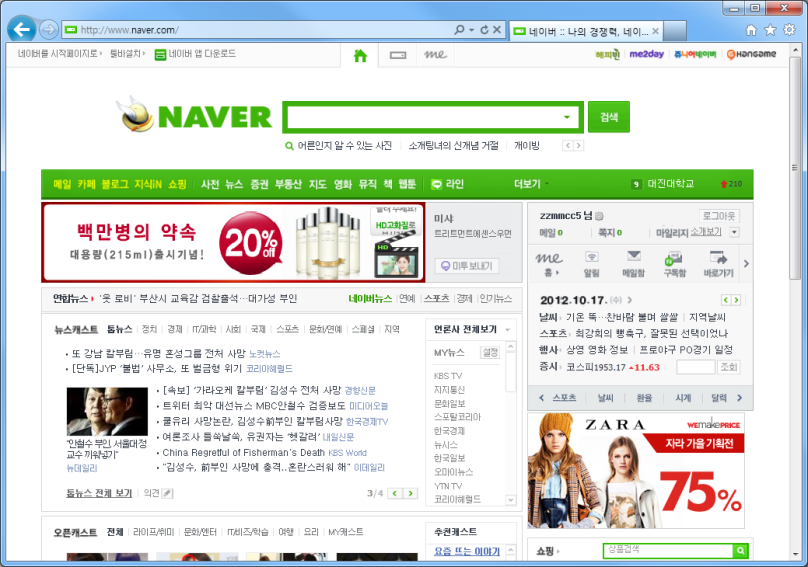 http://www.naver.com/
네이버 :: 나의 경쟁력, 네이...
네이버를 시작페이지로 툴바설치 네이버 앱 다운로드
me
해피빈 me2day 쥬니어네이버 HANGAME
NAVER
검색
어른인지 알 수 있는 사진 소개팅녀의 신개념 거절 개이빙
메일 카페 블로그 지식iN 쇼핑 사전 뉴스 증권 부동산 지도 영화 뮤직 책 웹툰 라인 더보기
9 대진대학교 210
백만병의 약속
대용량(215ml)출시기념!
20% off
HD고화질로
HD
미샤
트리트먼트에센스우먼
미투 보내기
zzmmcc5 님 로그아웃
메일 0 쪽지 0 마일리지 소개보기
me 홈 알림 메일함 구독함 바로가기
연합뉴스 '옷 로비' 부산시 교육감 검찰출석…대가성 부인
네이버뉴스 연예 스포츠 경제 인기뉴스
2012.10.17. (수)
날씨 기온 뚝…찬바람 불며 쌀쌀 지역날씨
스포츠 최강희의 뻥축구, 잘못된 선택이었나
행사 상영 영화 정보 프로야구 PO경기 일정
증시 코스피1953.17 ▲11.63 조회
스포츠 날씨 환율 시계 달력
뉴스캐스트 톱뉴스 정치 경제 IT/과학 사회 국제 스포츠 문화/연예 스페셜 지역
또 강남 칼부림…유명 혼성그룹 전처 사망 노컷뉴스
[단독]JYP '불법' 사무소, 또 벌금형 위기 코리아헤럴드
[속보] '가라오케 칼부림' 김성수 전처 사망 경향신문
트위터 최악 대선뉴스 MBC안철수 검증보도 미디어오늘
쿨유리 사망논란, 김성수前부인 칼부림사망 한국경제TV
여론조사 들쑥날쑥, 유권자는 '헷갈려' 내일신문
China Regretful of Fisherman's Death KBS World
"김성수, 前부인 사망에 충격..혼란스러워 해" 이데일리
"안철수 부인 서울대정
교수 끼워넣기"
뉴데일리
톱뉴스 전체 보기 의견
3/4
언론사 전체보기
MY뉴스 설정
KBS TV
지지통신
문화일보
스포탈코리아
한국경제
뉴시스
한국일보
오마이뉴스
YTN TV
코리아헤럴드
ZARA
WEMAKEPRICE
자라 가을 기획전
75%
오픈캐스트 전체 라이프/취미 문화/엔터 IT/비즈/학습 여행 요리 MY캐스트
추천캐스트
요즘 뜨는 이야기
쇼핑 상품검색